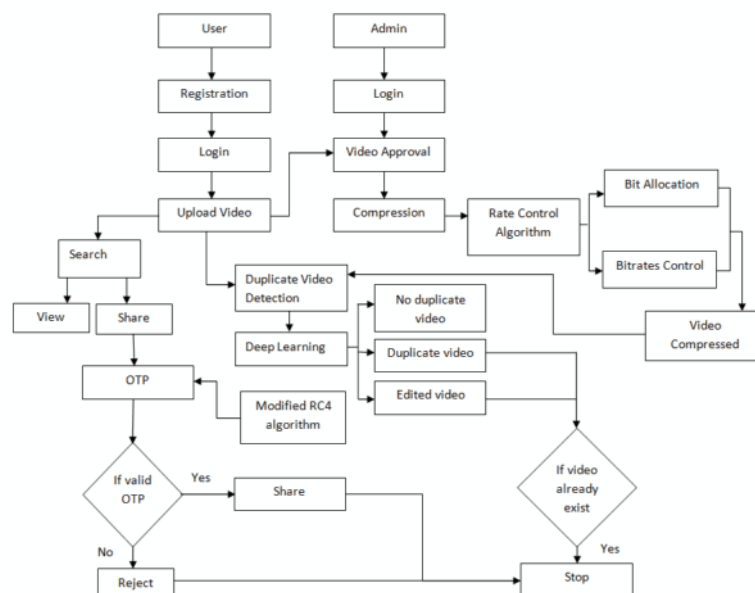 User
Admin
Registration
Login
Login
Video Approval
Bit Allocation
Upload Video
Compression
Rate Control
Algorithm
Search
Bitrates Control
Duplicate Video
Detection
No duplicate
video
View
Share
Video
Compressed
Deep Learning
Duplicate video
OTP
Edited video
Modified RC4
algorithm
If valid
OTP
Yes
Share
If video
already
exist
No
Yes
Reject
Stop